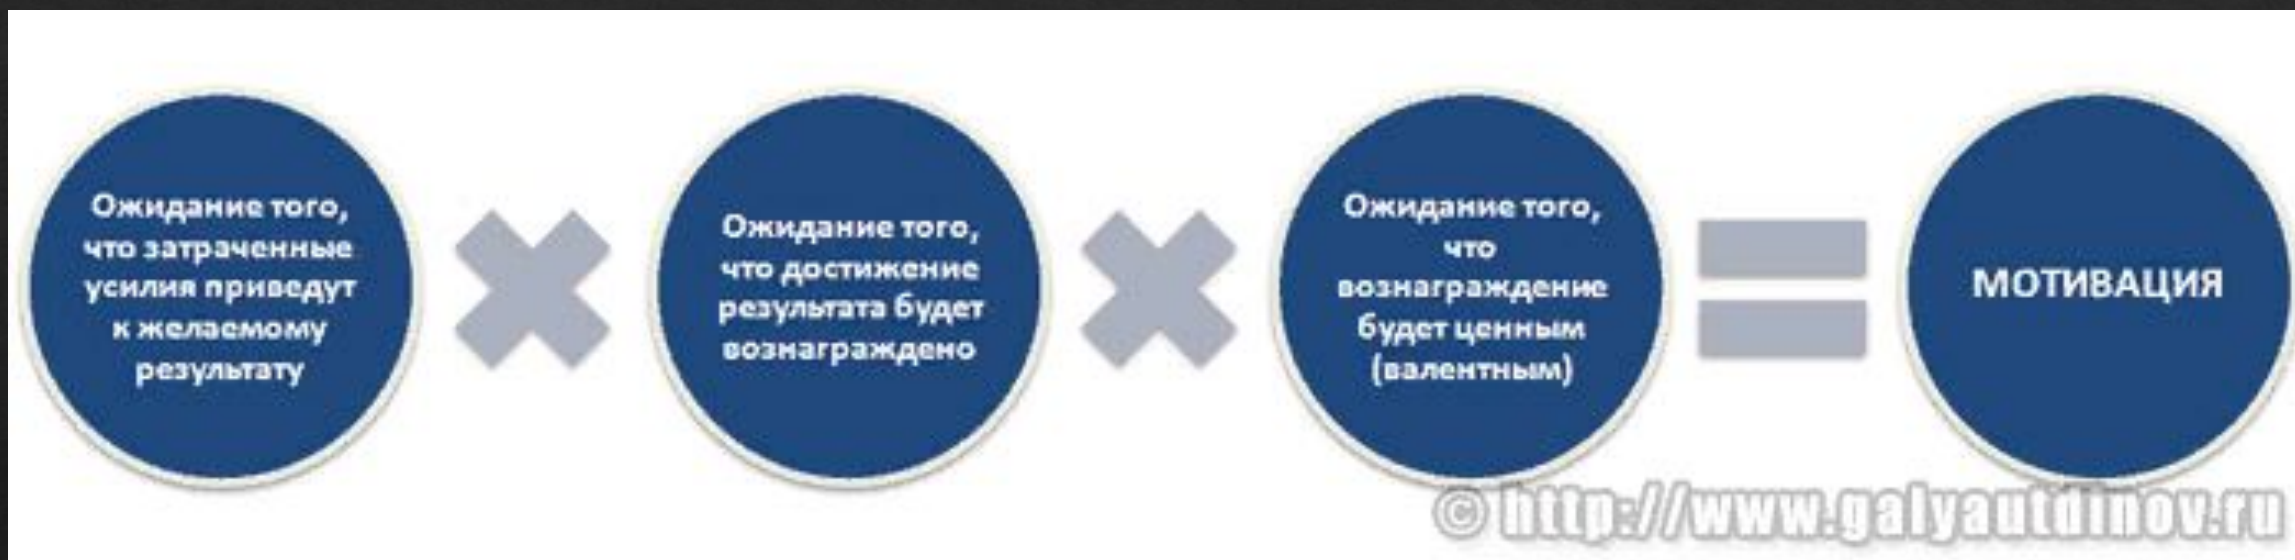 Ожидание того,
что затраченные
усилия приведут
к желаемому
результату
Ожидание того,
что достижение
результата будет
вознаграждено
Ожидание того,
что
вознаграждение
будет ценным
(валентным)
МОТИВАЦИЯ
© http://www.galyautdinov.ru